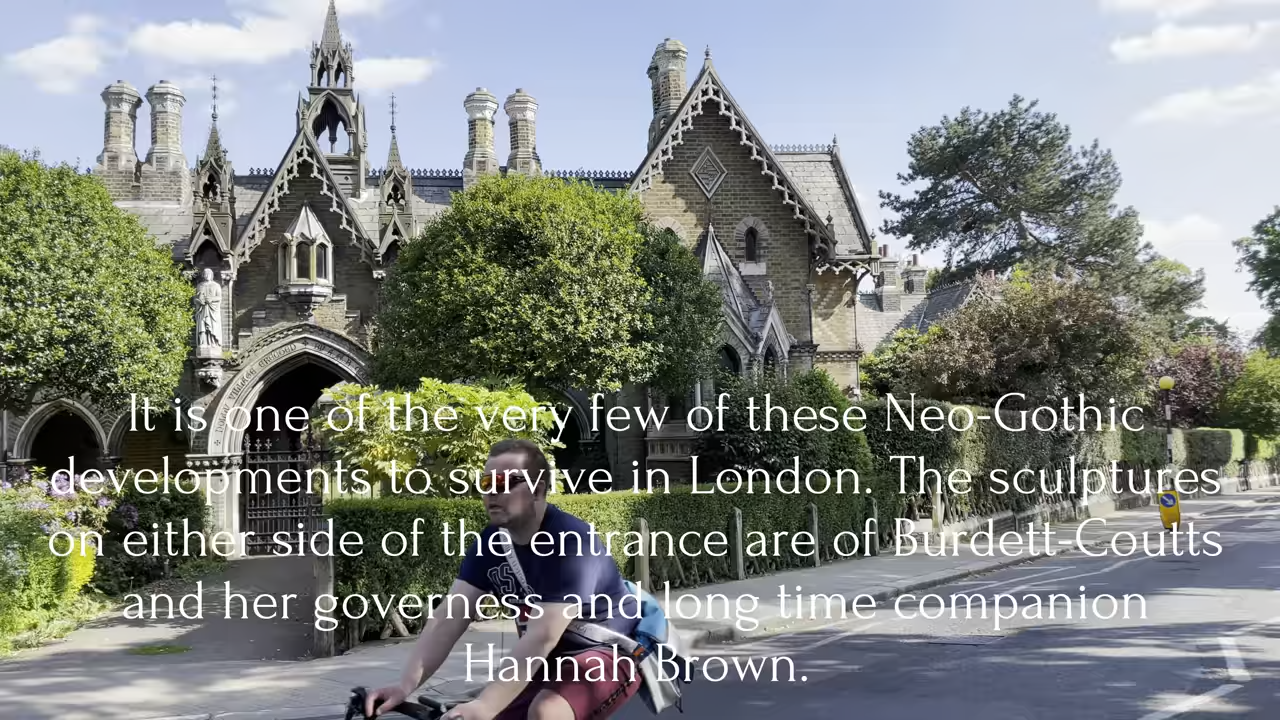 It is one of the very few of these Neo-Gothic
developments to survive in London. The sculptures
on either side of the entrance are of Burdett-Coutts
and her governess and long time companion
Hannah Brown.